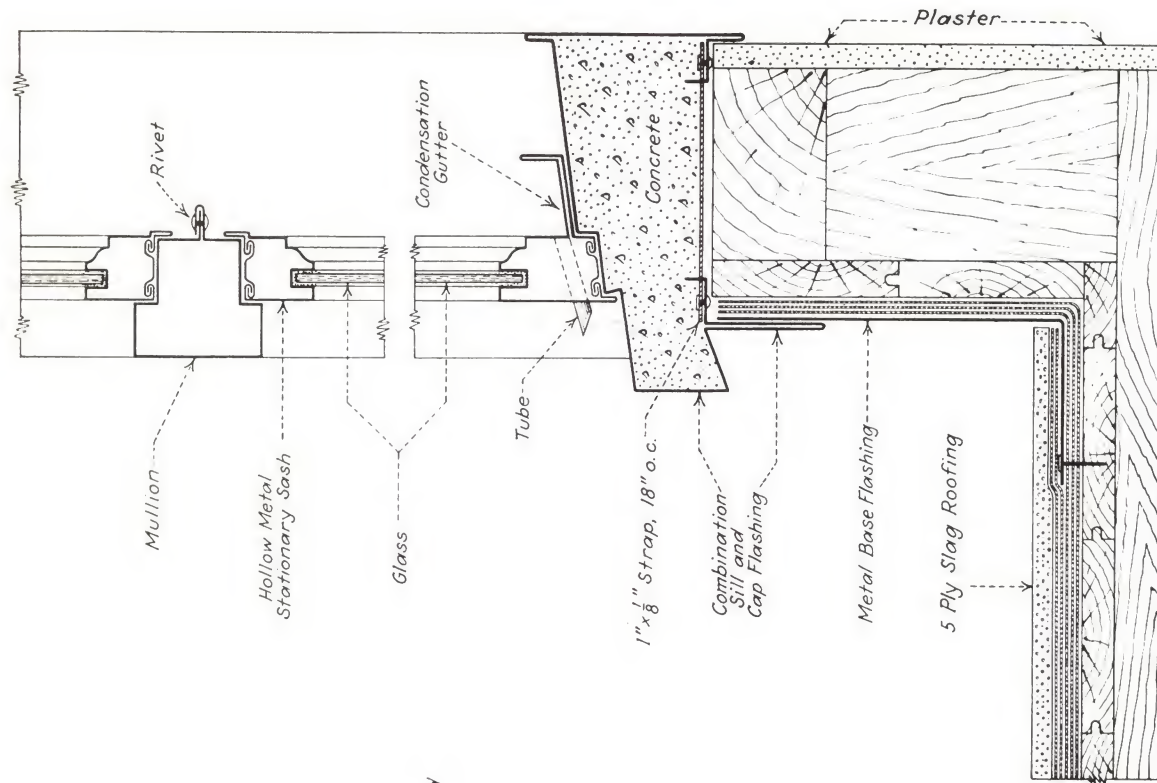 Plaster
Rivet
Condensation
Gutter
Concrete
Mullion
Hollow Metal
Stationary Sash
Glass
Tube
1" x 1/8" Strap, 18" o.c.
Combination
Sill and
Cap Flashing
Metal Base Flashing
5 Ply Slag Roofing